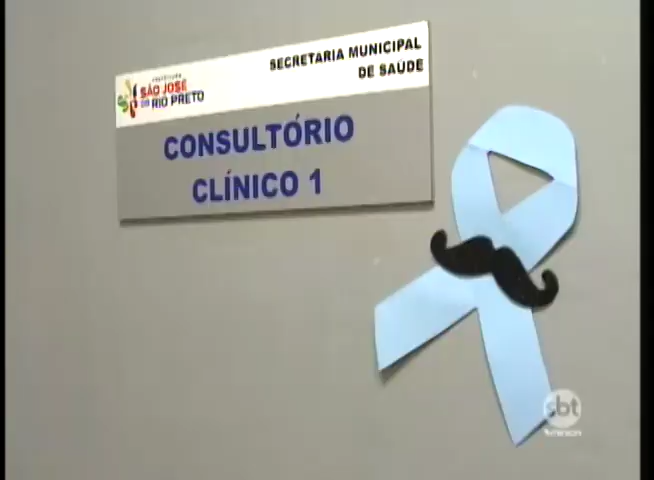 PREFEITURA
SÃO JOSÉ
DO RIO PRETO
SECRETARIA MUNICIPAL
DE SAÚDE
CONSULTÓRIO
CLÍNICO 1
sbt